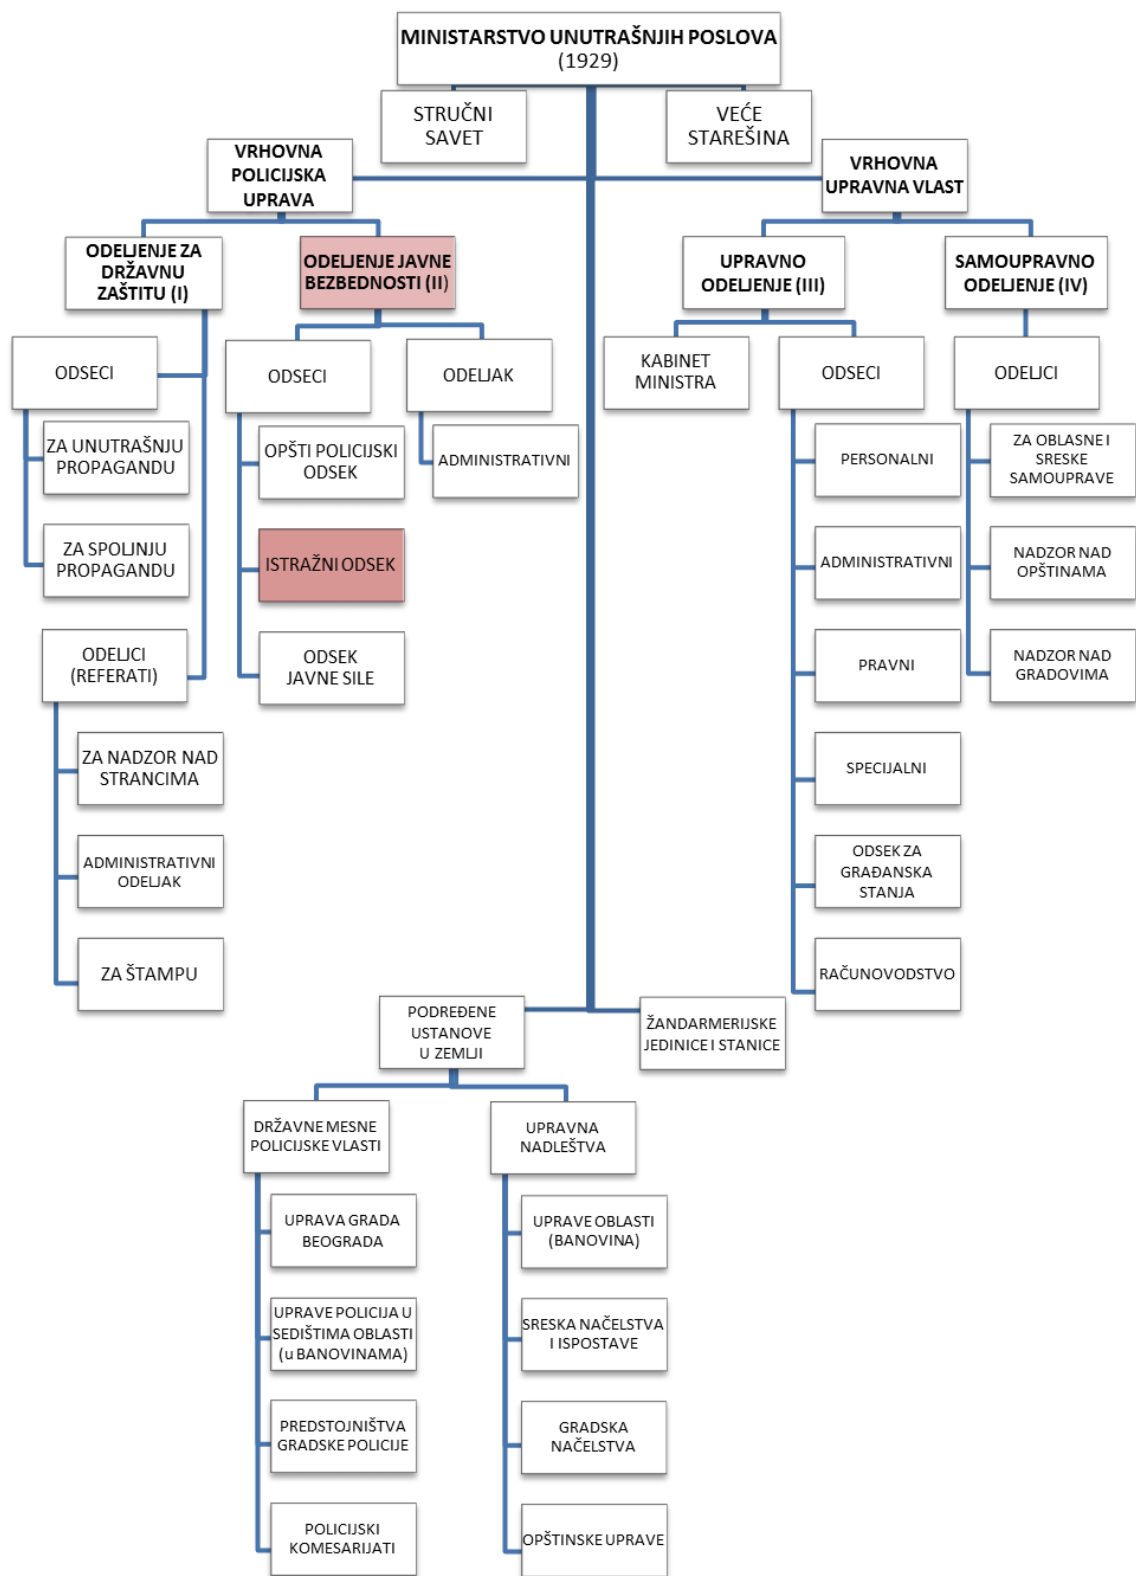 MINISTARSTVO UNUTRAŠNJIH POSLOVA
(1929)
STRUČNI
SAVET
VEĆE
STAREŠINA
VRHOVNA
POLICIJSKA
UPRAVA
VRHOVNA
UPRAVNA VLAST
ODELJENJE ZA
DRŽAVNU
ZAŠTITU (I)
ODELJENJE JAVNE
BEZBEDNOSTI (II)
UPRAVNO
ODELJENJE (III)
SAMOUPRAVNO
ODELJENJE (IV)
ODSECI
ODSECI
ODELJAK
KABINET
MINISTRA
ODSECI
ODELJCI
ZA UNUTRAŠNJU
PROPAGANDU
OPŠTI POLICIJSKI
ODSEK
ADMINISTRATIVNI
PERSONALNI
ZA OBLASNE I
SRESKE
SAMOUPRAVE
ZA SPOLJNJU
PROPAGANDU
ISTRAŽNI ODSEK
ADMINISTRATIVNI
NADZOR NAD
OPŠTINAMA
ODELJCI
(REFERATI)
ODSEK
JAVNE SILE
PRAVNI
NADZOR NAD
GRADOVIMA
ZA NADZOR NAD
STRANCIMA
SPECIJALNI
ADMINISTRATIVNI
ODELJAK
ODSEK ZA
GRAĐANSKA
STANJA
ZA ŠTAMPU
RAČUNOVODSTVO
PODREĐENE
USTANOVE
U ZEMLJI
ŽANDARMERIJSKE
JEDINICE I STANICE
DRŽAVNE MESNE
POLICIJSKE VLASTI
UPRAVNA
NADLEŠTVA
UPRAVA GRADA
BEOGRADA
UPRAVE OBLASTI
(BANOVINA)
UPRAVE POLICIJA U
SEDIŠTIMA OBLASTI
(u BANOVINAMA)
SRESKA NAČELSTVA
I ISPOSTAVE
PREDSTOJNIŠTVA
GRADSKE POLICIJE
GRADSKA
NAČELSTVA
POLICIJSKI
KOMESARIJATI
OPŠTINSKE UPRAVE